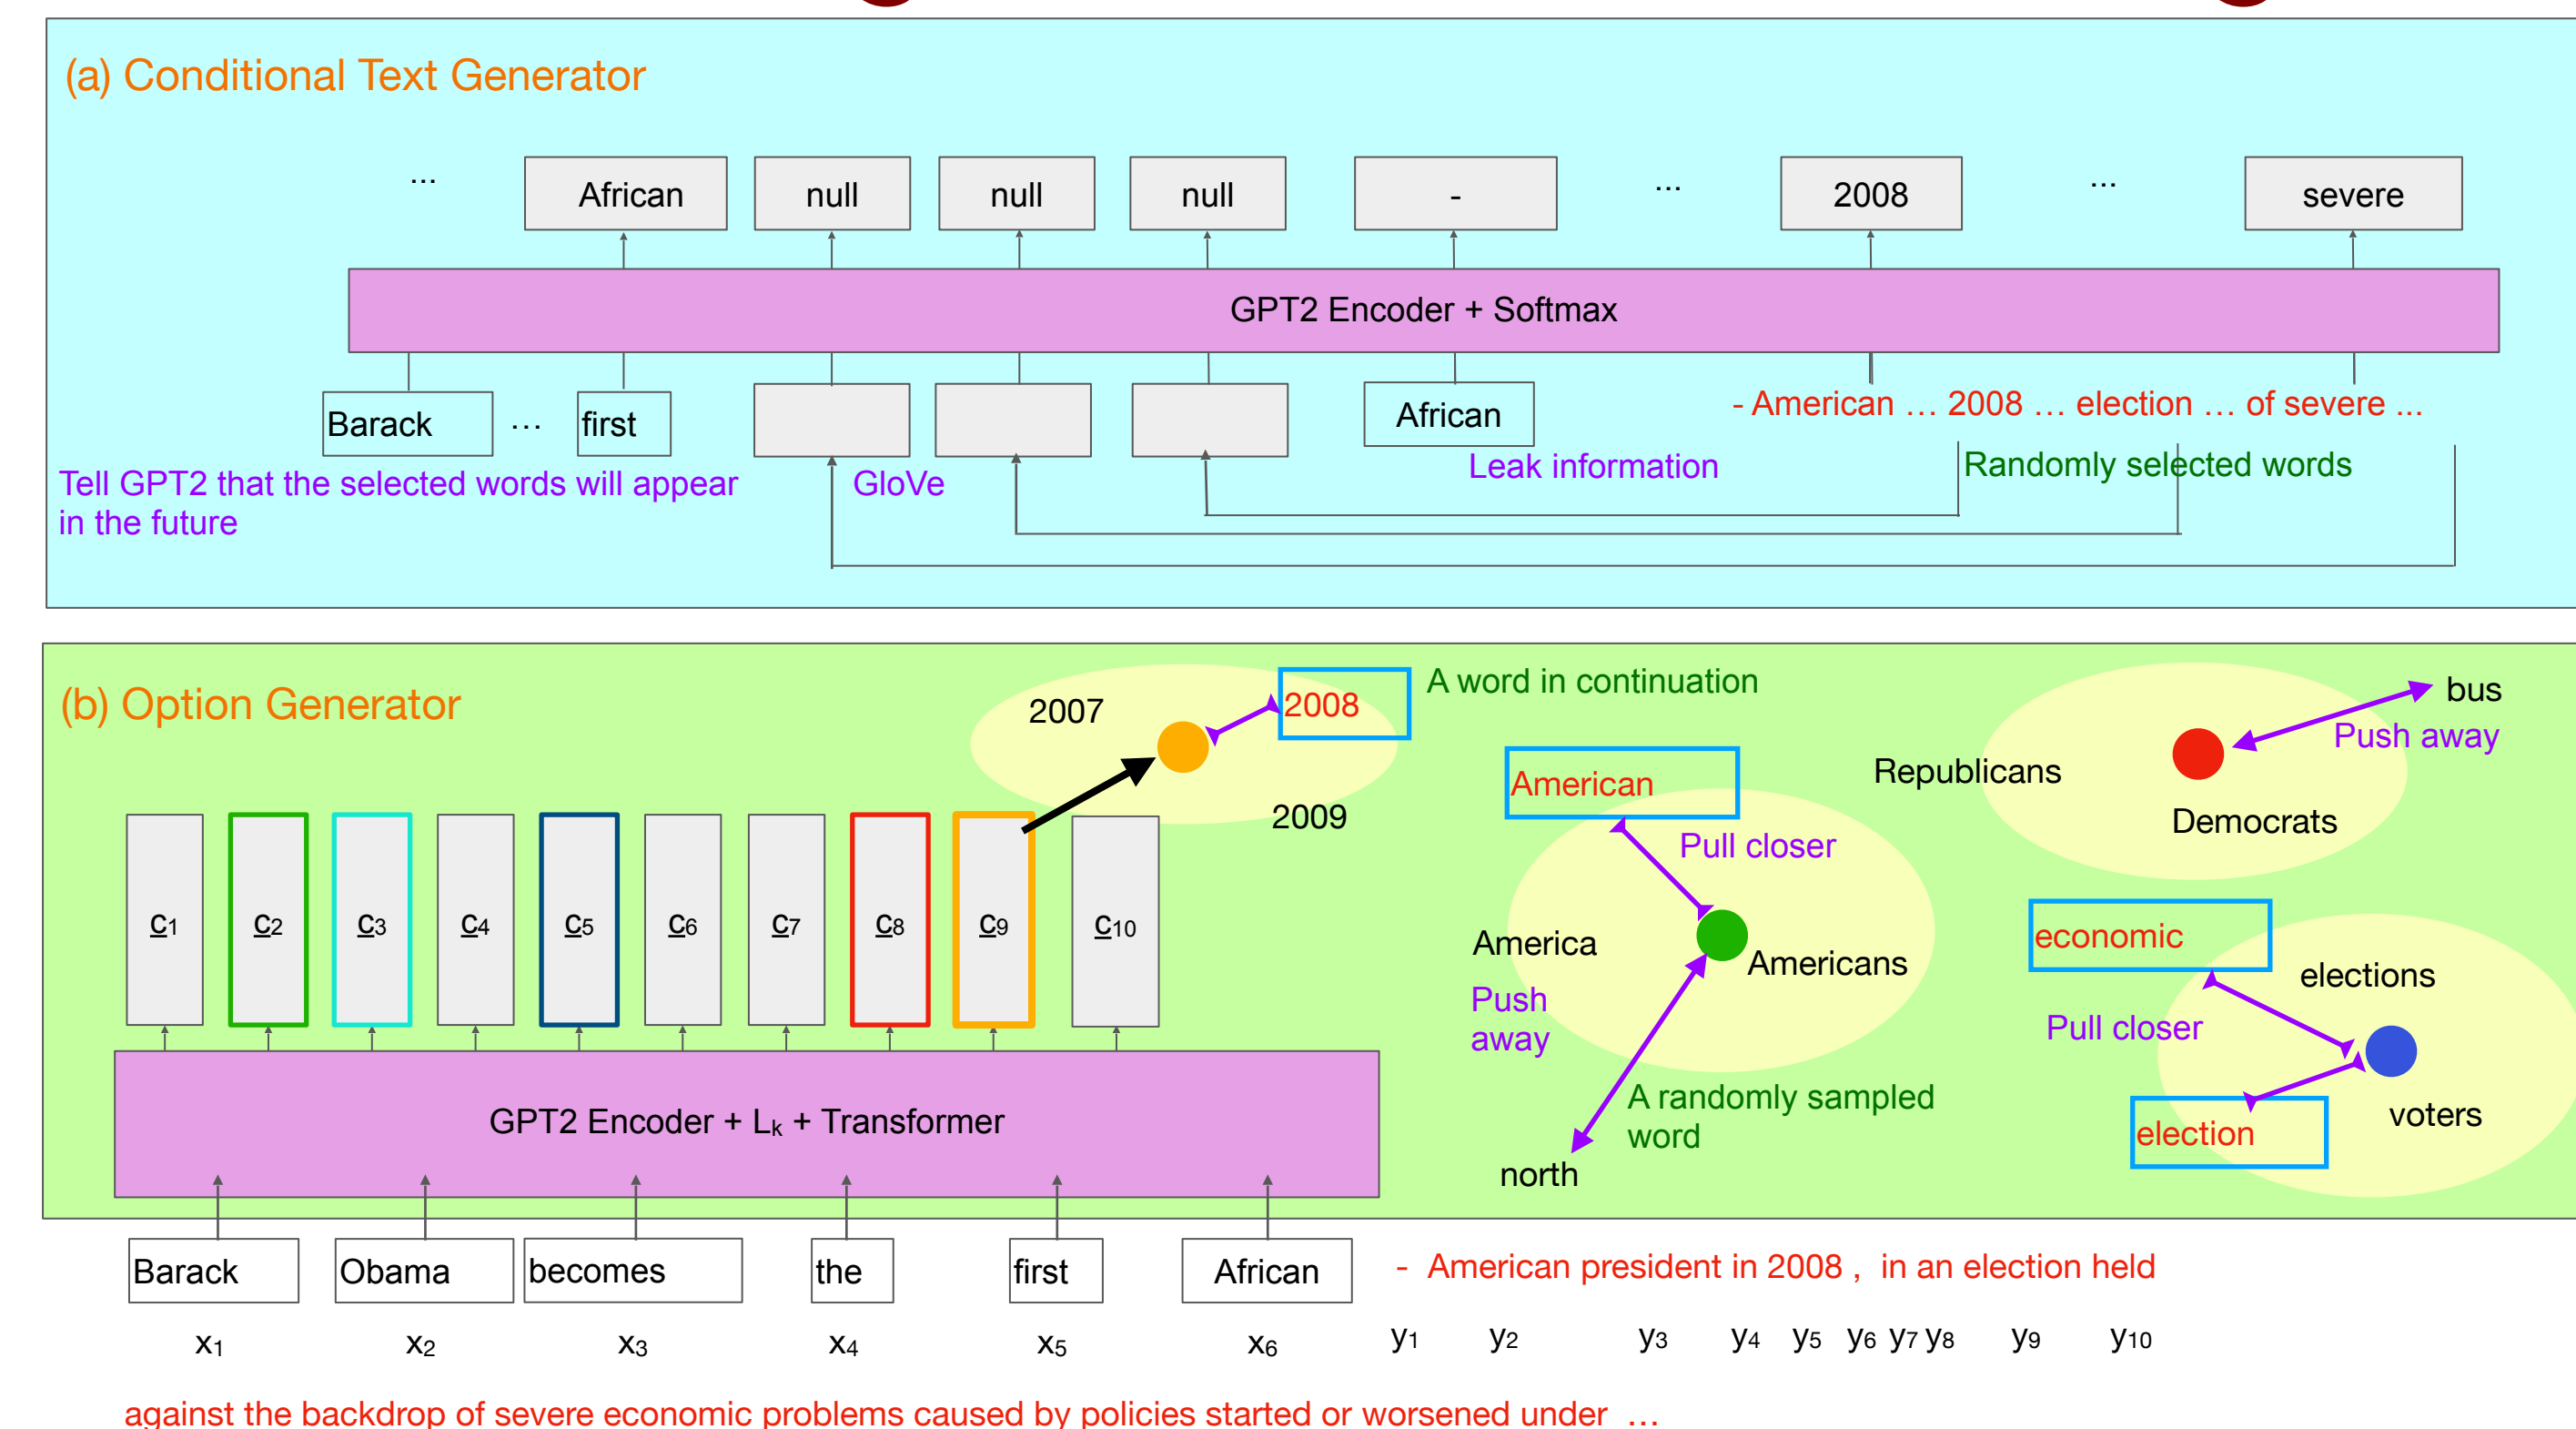 (a) Conditional Text Generator
... African null null null - ... 2008 ... severe
GPT2 Encoder + Softmax
Barack ... first African - American … 2008 … election … of severe ...
Tell GPT2 that the selected words will appear
in the future
GloVe
Leak information
Randomly selected words
(b) Option Generator
2007
2008
A word in continuation
2009
American
Pull closer
America
Americans
Push
away
A randomly sampled
word
north
bus
Push away
Republicans
Democrats
economic
elections
Pull closer
voters
election
c1 c2 c3 c4 c5 c6 c7 c8 c9 c10
GPT2 Encoder + Lk + Transformer
Barack Obama becomes the first African - American president in 2008 , in an election held
x1 x2 x3 x4 x5 x6 y1 y2 y3 y4 y5 y6 y7 y8 y9 y10
against the backdrop of severe economic problems caused by policies started or worsened under …